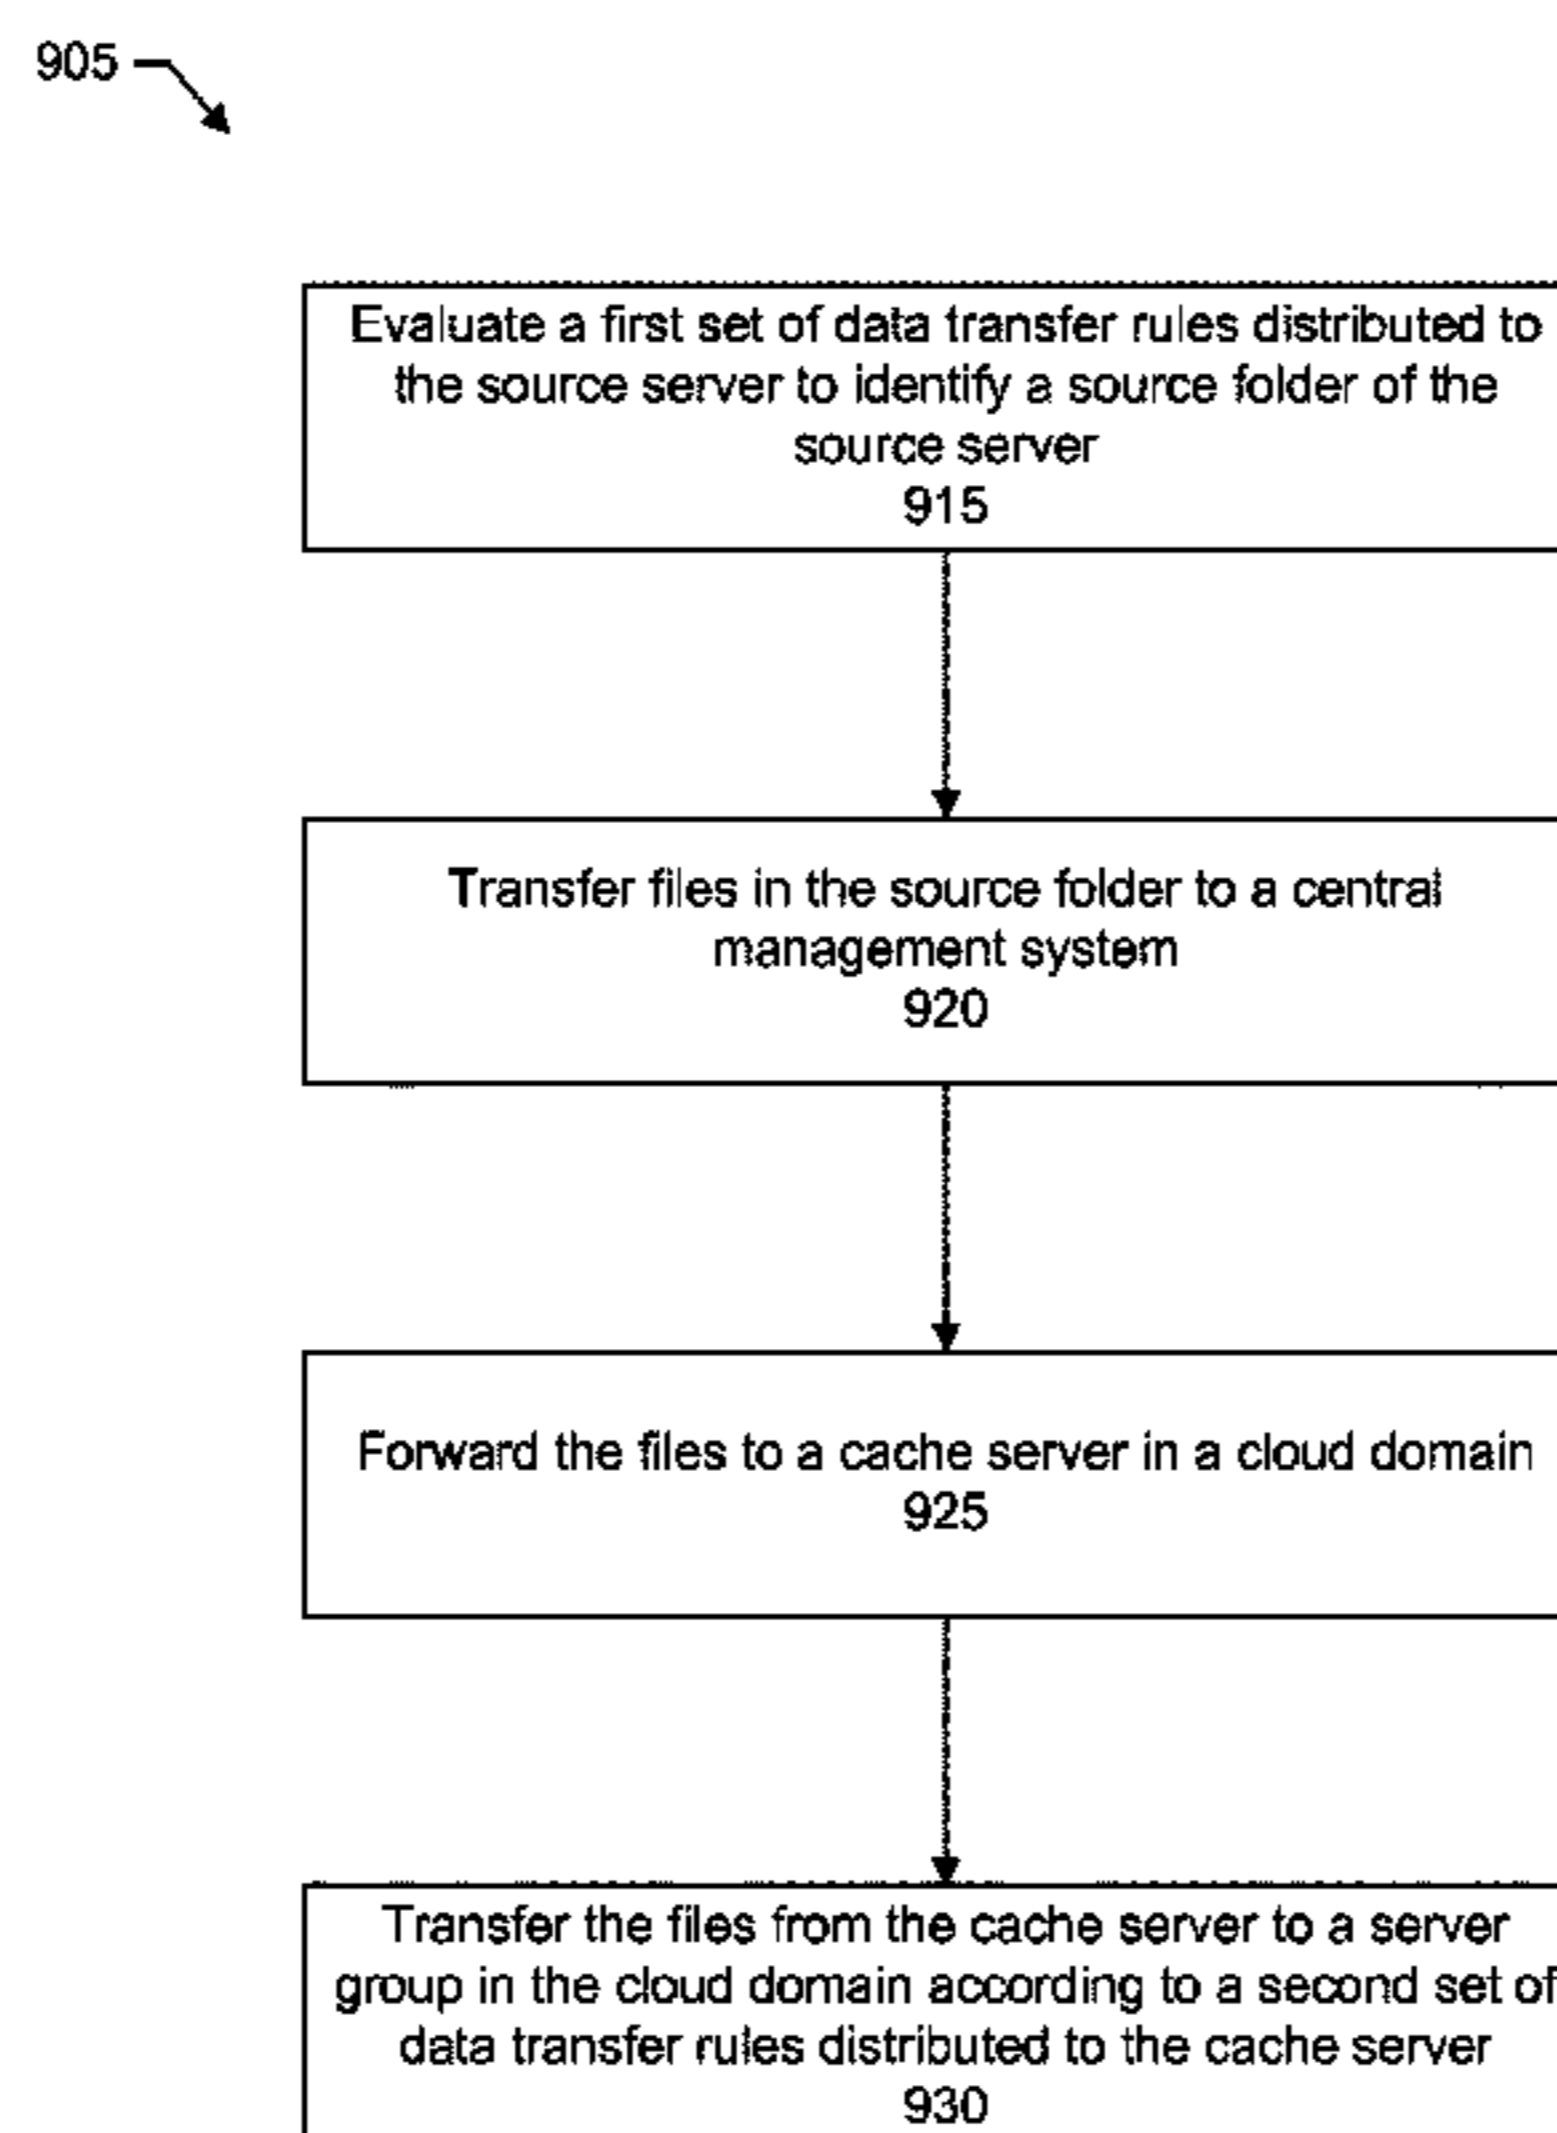 905
Evaluate a first set of data transfer rules distributed to
the source server to identify a source folder of the
source server
915
Transfer files in the source folder to a central
management system
920
Forward the files to a cache server in a cloud domain
925
Transfer the files from the cache server to a server
group in the cloud domain according to a second set of
data transfer rules distributed to the cache server
930